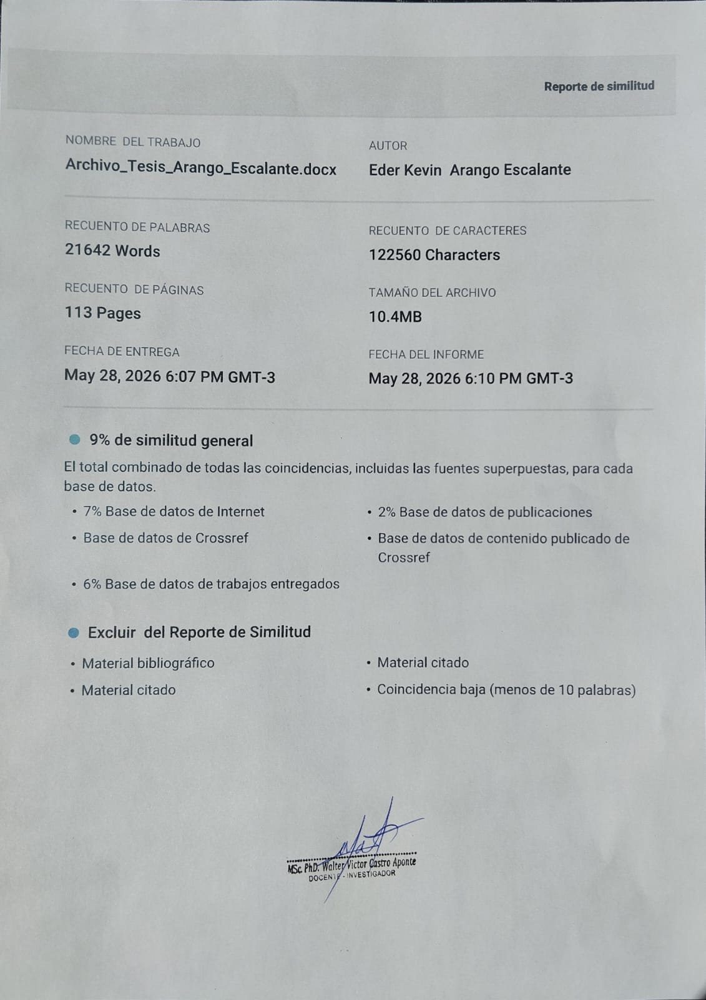 Reporte de similitud
NOMBRE DEL TRABAJO
Archivo_Tesis_Arango_Escalante.docx
AUTOR
Eder Kevin Arango Escalante
RECUENTO DE PALABRAS
21642 Words
RECUENTO DE CARACTERES
122560 Characters
RECUENTO DE PÁGINAS
113 Pages
TAMAÑO DEL ARCHIVO
10.4MB
FECHA DE ENTREGA
May 28, 2026 6:07 PM GMT-3
FECHA DEL INFORME
May 28, 2026 6:10 PM GMT-3
● 9% de similitud general
El total combinado de todas las coincidencias, incluidas las fuentes superpuestas, para cada
base de datos.
• 7% Base de datos de Internet
• 2% Base de datos de publicaciones
• Base de datos de Crossref
• Base de datos de contenido publicado de
Crossref
• 6% Base de datos de trabajos entregados
● Excluir del Reporte de Similitud
• Material bibliográfico
• Material citado
• Material citado
• Coincidencia baja (menos de 10 palabras)
MSc. PhD. Walter Victor Castro Aponte
DOCENTE - INVESTIGADOR